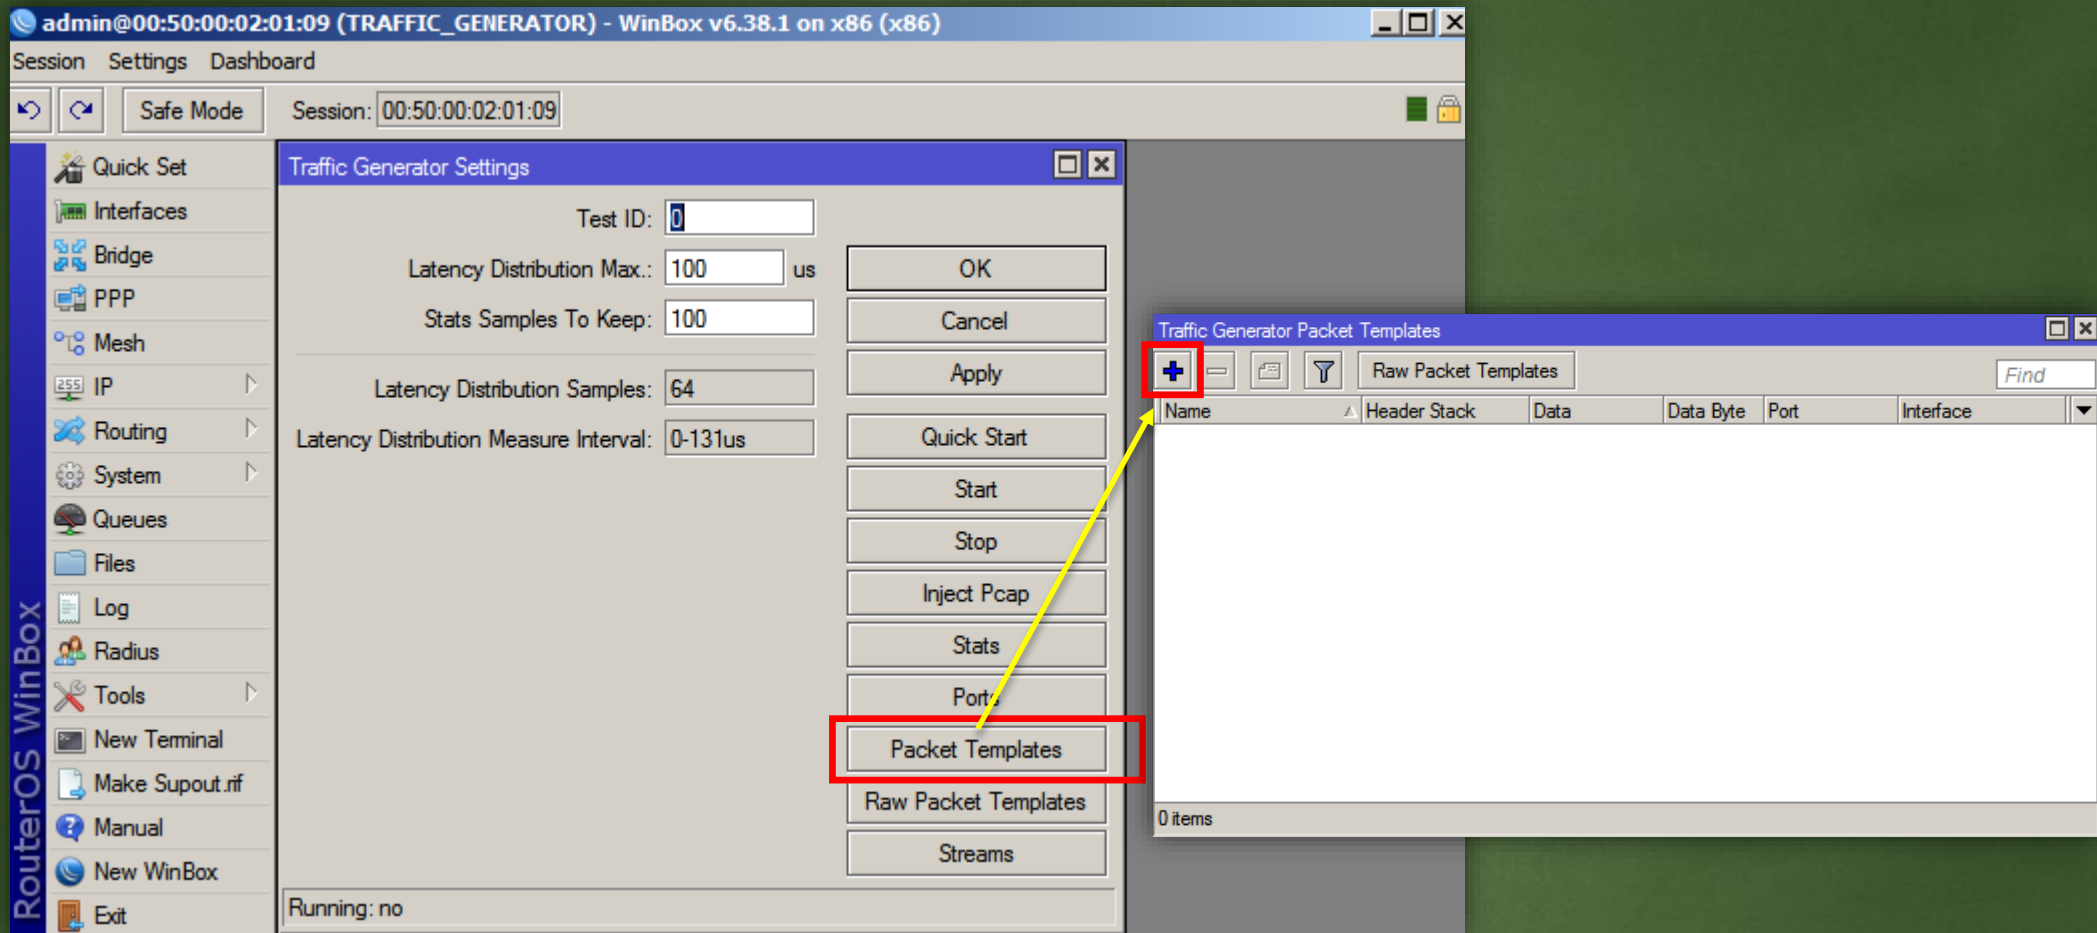 admin@00:50:00:02:01:09 (TRAFFIC_GENERATOR) - WinBox v6.38.1 on x86 (x86)
Session Settings Dashboard
Safe Mode Session: 00:50:00:02:01:09
RouterOS WinBox
Quick Set
Interfaces
Bridge
PPP
Mesh
255 IP
Routing
System
Queues
Files
Log
Radius
Tools
New Terminal
Make Supout.rif
Manual
New WinBox
Exit
Traffic Generator Settings
Test ID: 0
Latency Distribution Max.: 100 us
Stats Samples To Keep: 100
Latency Distribution Samples: 64
Latency Distribution Measure Interval: 0-131us
OK
Cancel
Apply
Quick Start
Start
Stop
Inject Pcap
Stats
Ports
Packet Templates
Raw Packet Templates
Streams
Running: no
Traffic Generator Packet Templates
Raw Packet Templates Find
Name Header Stack Data Data Byte Port Interface
0 items